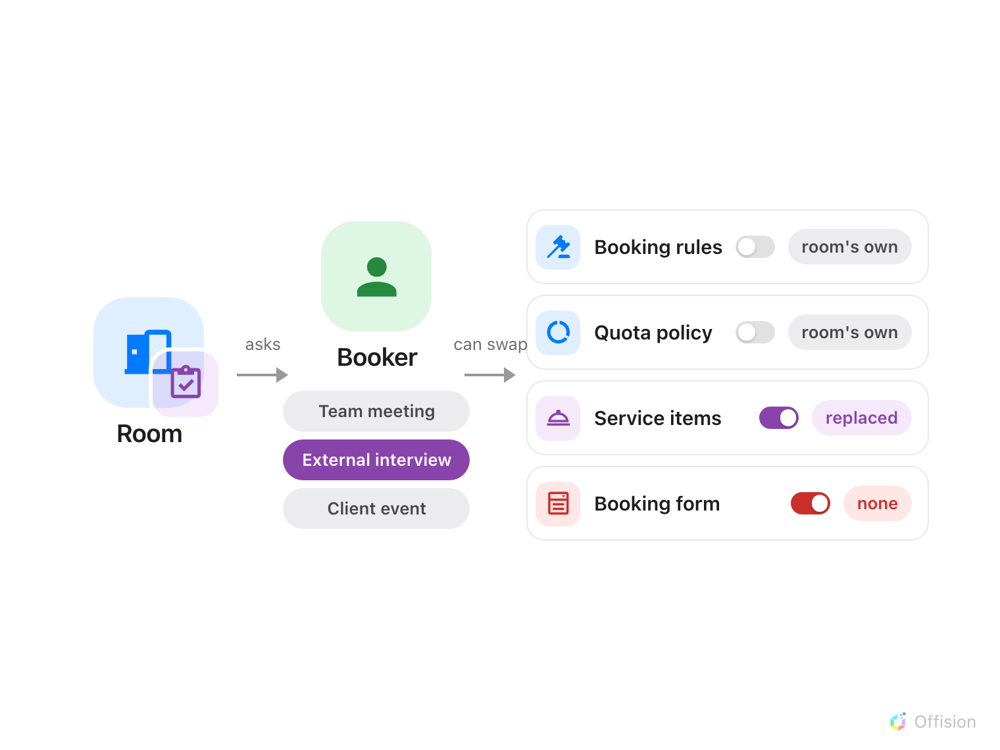 Room
asks
Booker
Team meeting
External interview
Client event
can swap
Booking rules
room's own
Quota policy
room's own
Service items
replaced
Booking form
none
Offision